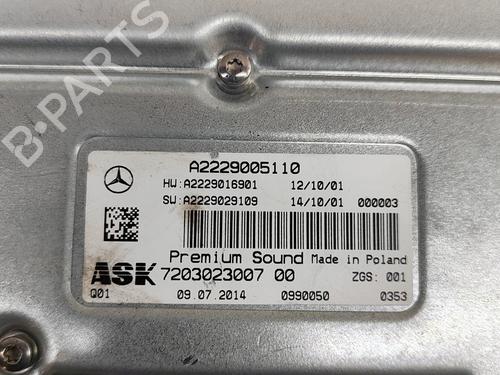 B-PARTS
A2229005110
HW:A2229016901 12/10/01
SW:A2229029109 14/10/01 000003
Premium Sound Made in Poland
ASK 7203023007 00 ZGS: 001
Q01 09.07.2014 0990050 0353